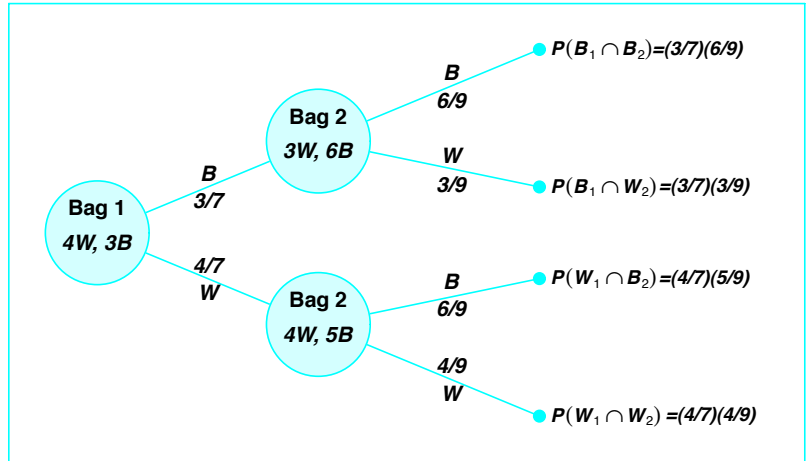 Bag 1
4W, 3B
B
3/7
4/7
W
Bag 2
3W, 6B
B
6/9
W
3/9
Bag 2
4W, 5B
B
6/9
4/9
W
P(B₁ ∩ B₂)=(3/7)(6/9)
P(B₁ ∩ W₂)=(3/7)(3/9)
P(W₁ ∩ B₂)=(4/7)(5/9)
P(W₁ ∩ W₂) =(4/7)(4/9)